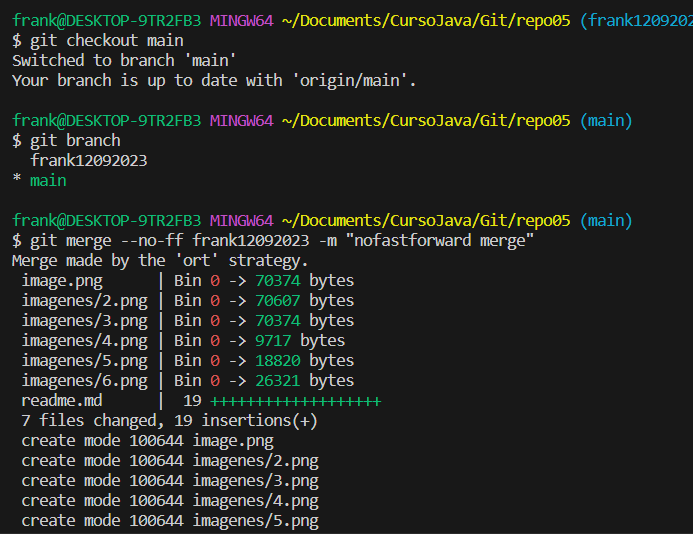 frank@DESKTOP-9TR2FB3 MINGW64 ~/Documents/CursoJava/Git/repo05 (frank1209202
$ git checkout main
Switched to branch 'main'
Your branch is up to date with 'origin/main'.
frank@DESKTOP-9TR2FB3 MINGW64 ~/Documents/CursoJava/Git/repo05 (main)
$ git branch
  frank12092023
* main
frank@DESKTOP-9TR2FB3 MINGW64 ~/Documents/CursoJava/Git/repo05 (main)
$ git merge --no-ff frank12092023 -m "nofastforward merge"
Merge made by the 'ort' strategy.
 image.png      | Bin 0 -> 70374 bytes
 imagenes/2.png | Bin 0 -> 70607 bytes
 imagenes/3.png | Bin 0 -> 70374 bytes
 imagenes/4.png | Bin 0 -> 9717 bytes
 imagenes/5.png | Bin 0 -> 18820 bytes
 imagenes/6.png | Bin 0 -> 26321 bytes
 readme.md      |  19 +++++++++++++++++++
 7 files changed, 19 insertions(+)
 create mode 100644 image.png
 create mode 100644 imagenes/2.png
 create mode 100644 imagenes/3.png
 create mode 100644 imagenes/4.png
 create mode 100644 imagenes/5.png